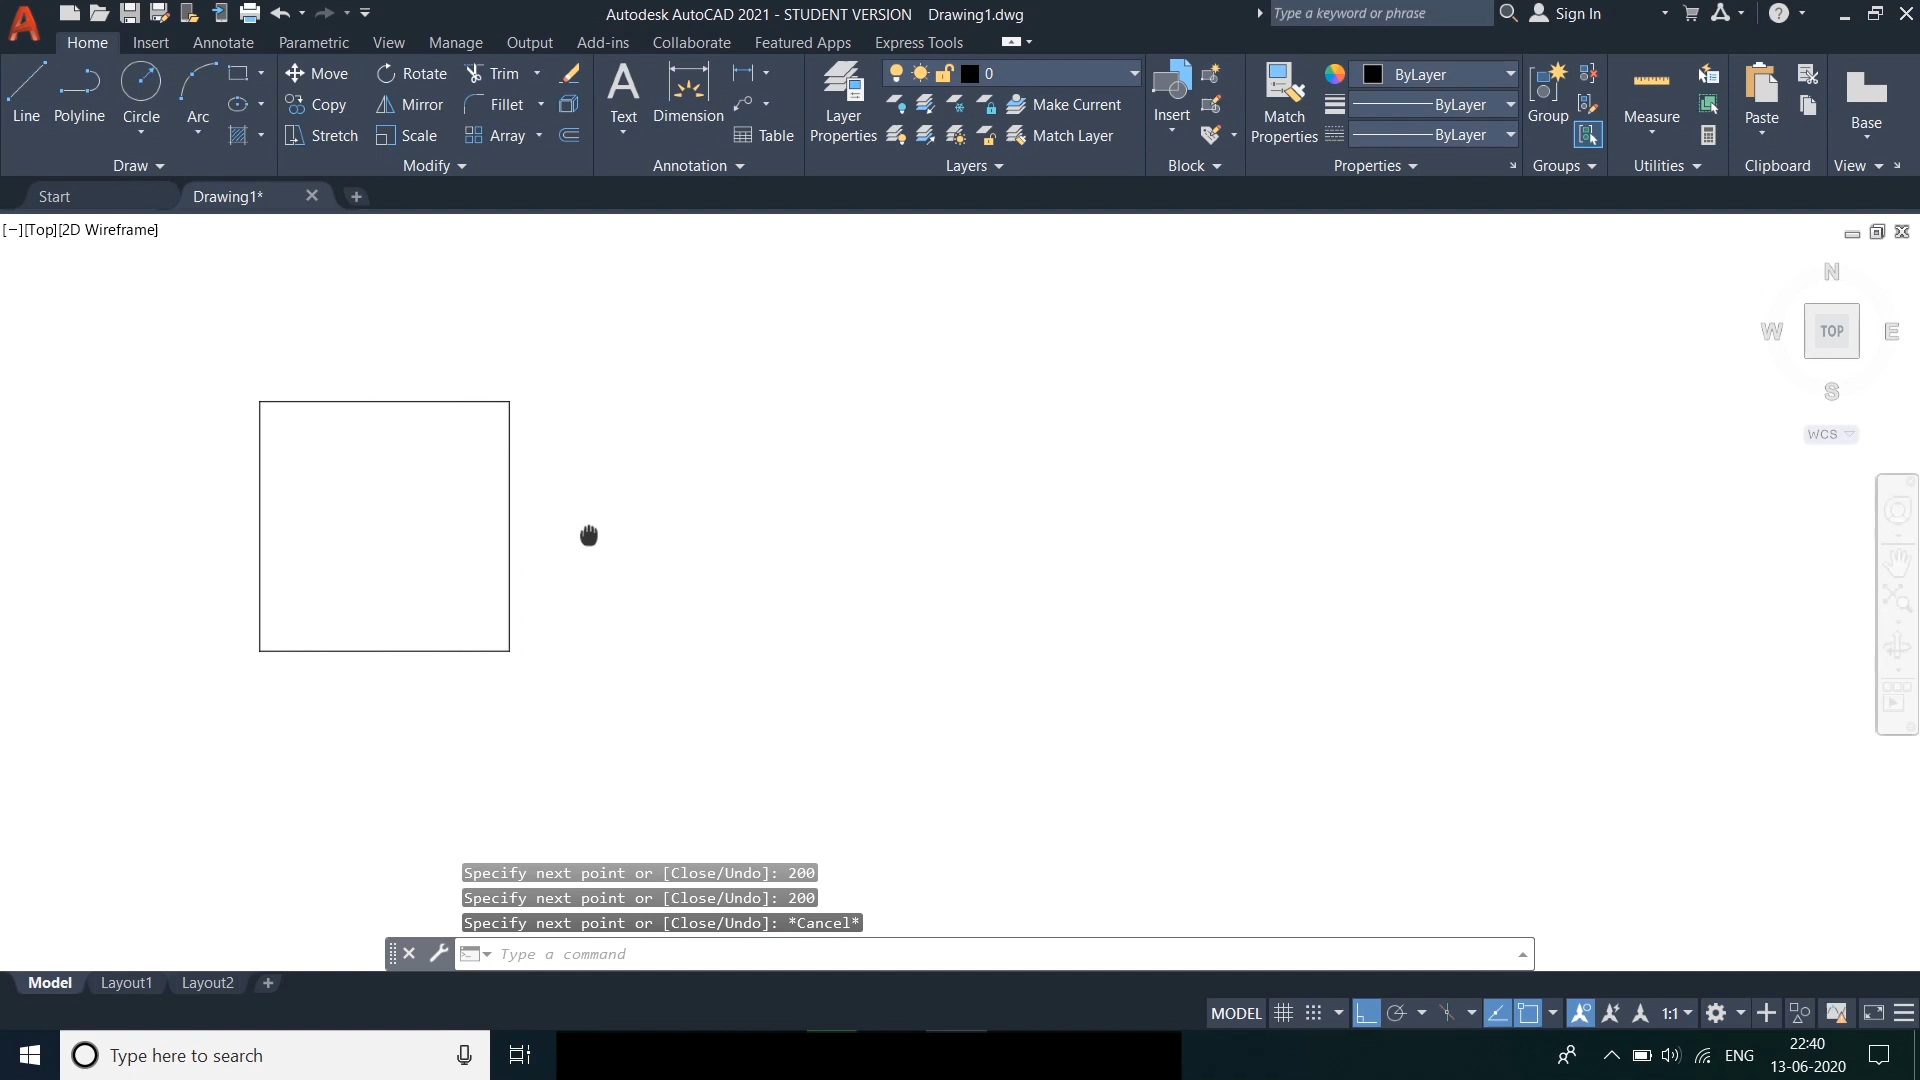 Autodesk AutoCAD 2021 - STUDENT VERSION Drawing1.dwg
Type a keyword or phrase
Sign In
Home Insert Annotate Parametric View Manage Output Add-ins Collaborate Featured Apps Express Tools
Line Polyline Circle Arc
Draw
Move Rotate Trim
Copy Mirror Fillet
Stretch Scale Array
Modify
Text Dimension Table
Annotation
Layer Properties
0
Make Current
Match Layer
Layers
Insert
Block
Match Properties
ByLayer
ByLayer
ByLayer
Properties
Group
Groups
Measure
Utilities
Paste
Clipboard
Base
View
Start Drawing1*
[−][Top][2D Wireframe]
N
W TOP E
S
WCS
Specify next point or [Close/Undo]: 200
Specify next point or [Close/Undo]: 200
Specify next point or [Close/Undo]: *Cancel*
Type a command
Model Layout1 Layout2
MODEL 1:1
Type here to search
ENG
22:40
13-06-2020